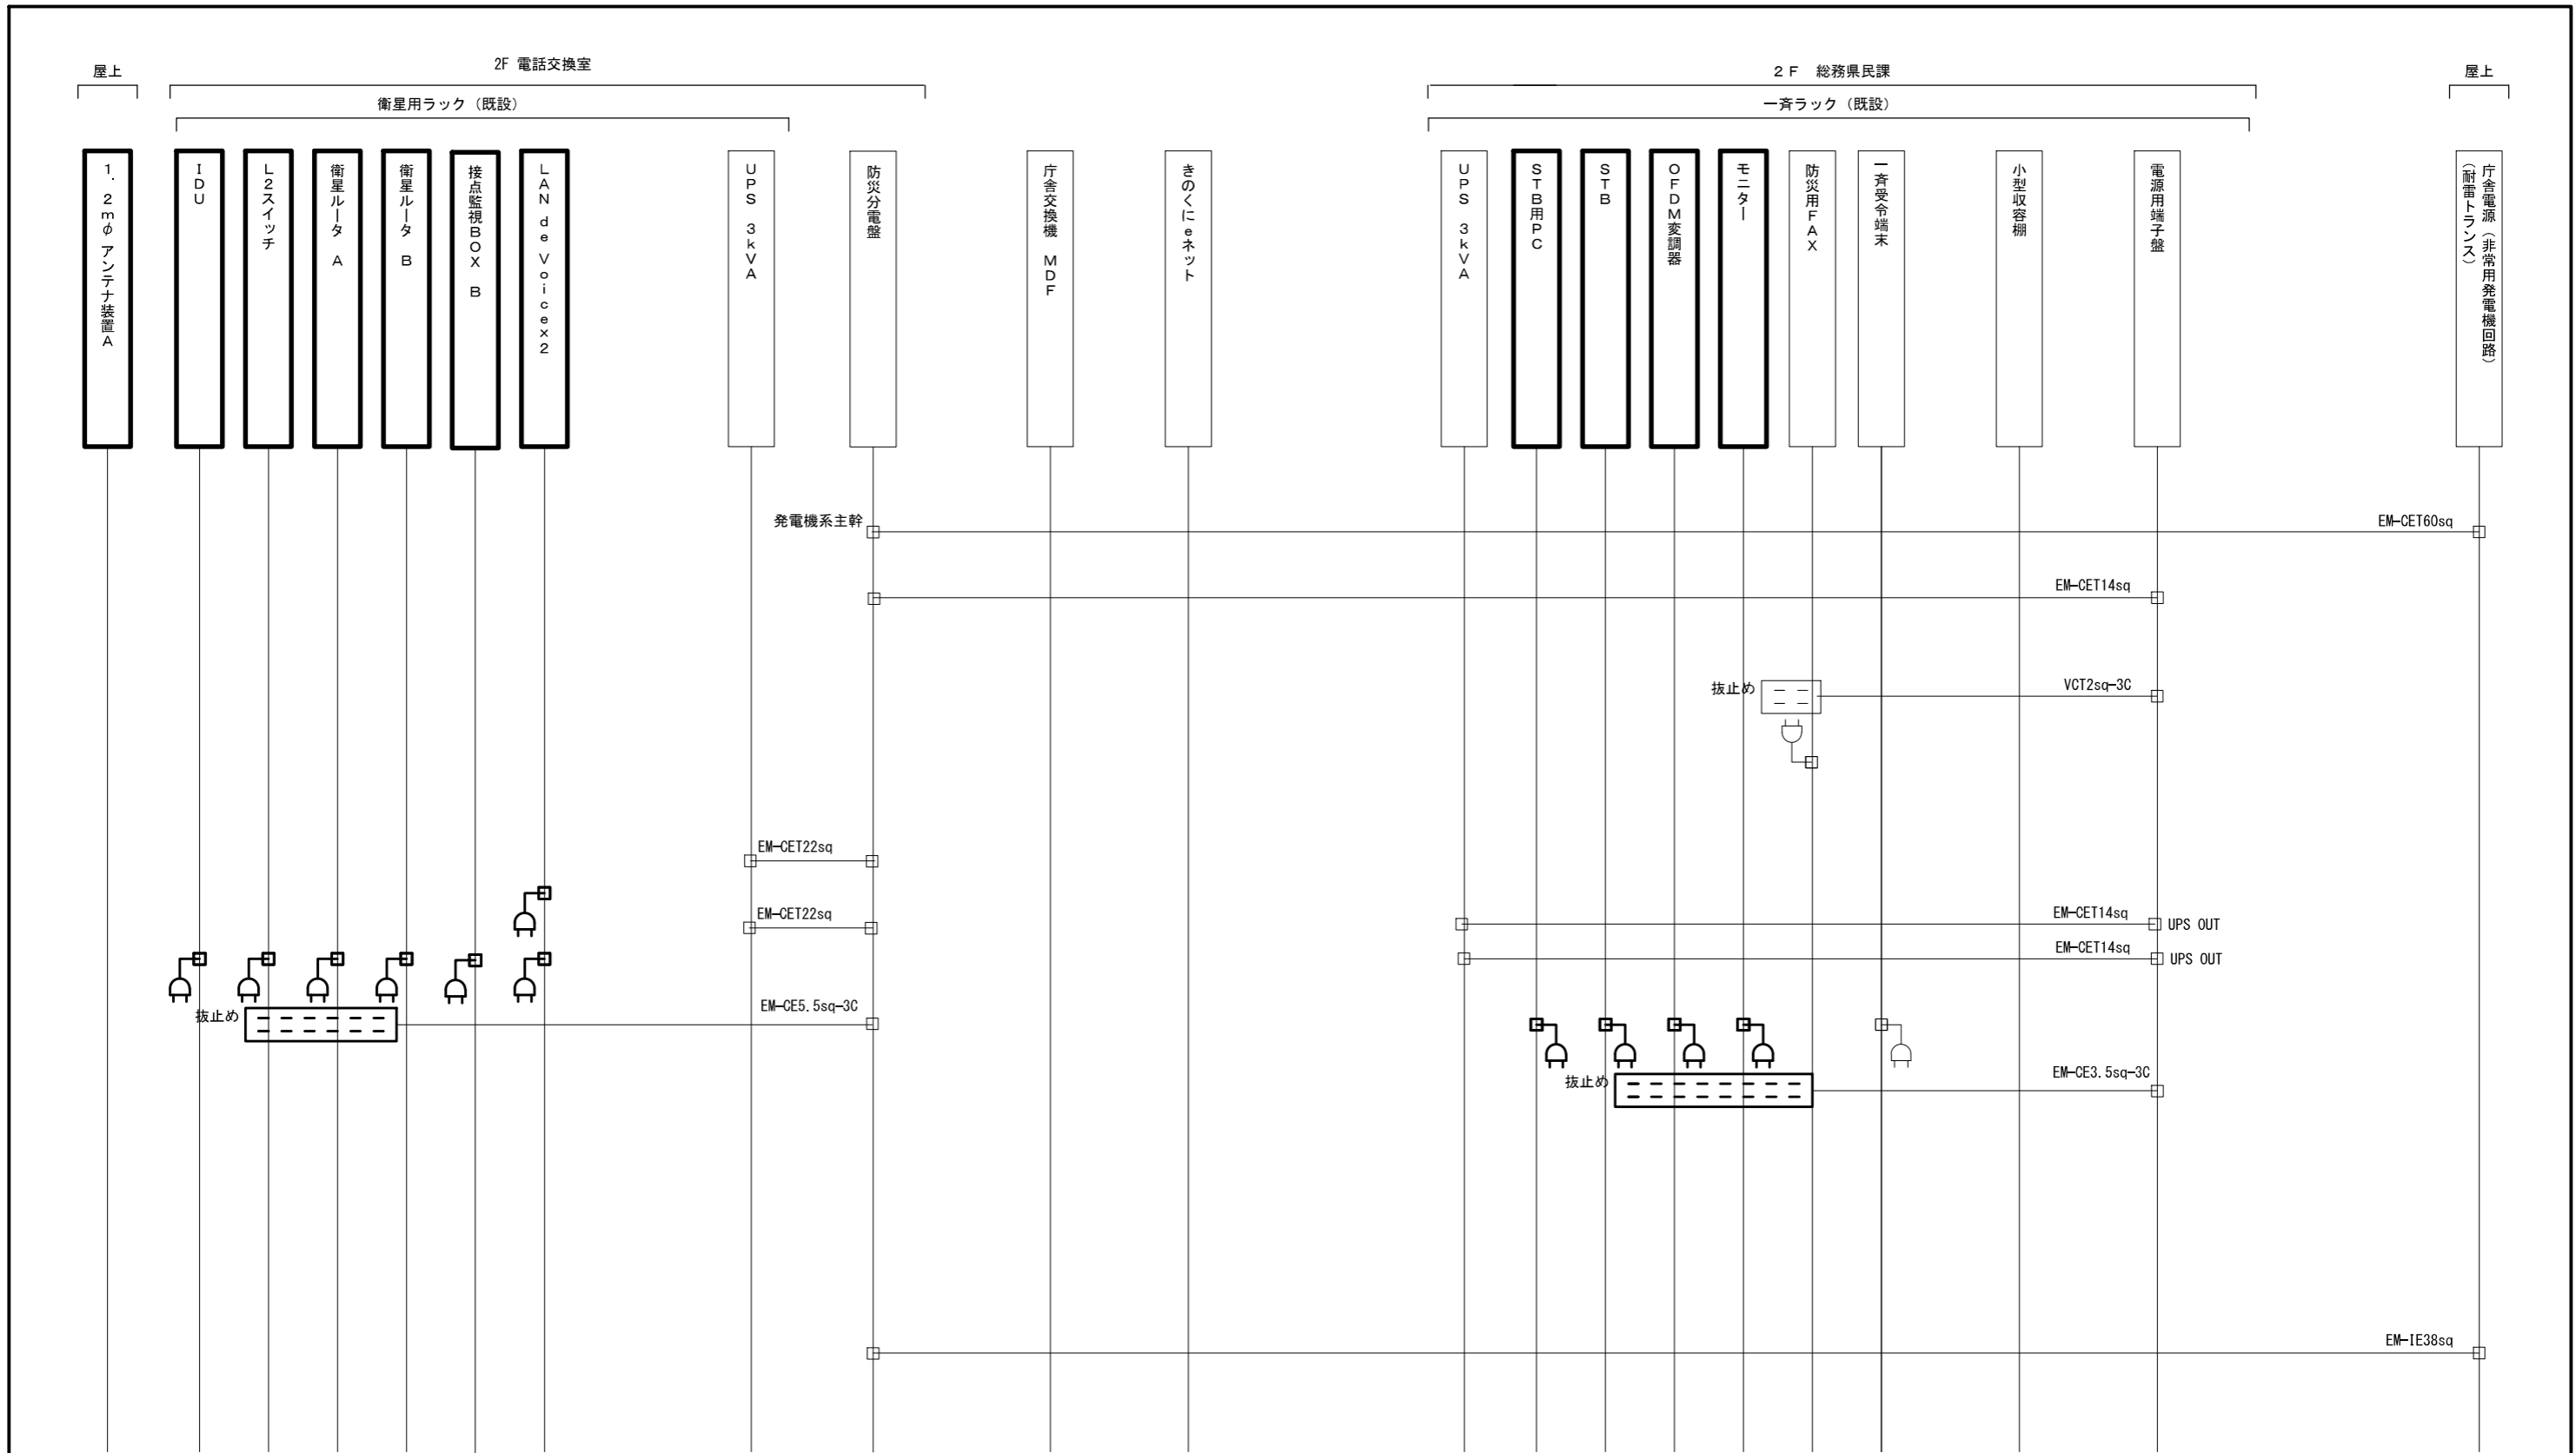 屋上
2F 電話交換室
２Ｆ　総務県民課
屋上
衛星用ラック（既設）
一斉ラック（既設）
１．２ｍφ アンテナ装置Ａ
ＩＤＵ
Ｌ２スイッチ
衛星ルータ　Ａ
衛星ルータ　Ｂ
接点監視ＢＯＸ　Ｂ
ＬＡＮ ｄｅ Ｖｏｉｃｅｘ２
ＵＰＳ　３ｋＶＡ
防災分電盤
庁舎交換機　ＭＤＦ
きのくにｅネット
ＵＰＳ　３ｋＶＡ
ＳＴＢ用ＰＣ
ＳＴＢ
ＯＦＤＭ変調器
モニター
防災用ＦＡＸ
一斉受令端末
小型収容棚
電源用端子盤
庁舎電源（非常用発電機回路）
（耐雷トランス）
発電機系主幹
EM-CET60sq
EM-CET14sq
抜止め
VCT2sq-3C
EM-CET22sq
EM-CET22sq
EM-CET14sq
UPS OUT
EM-CET14sq
UPS OUT
抜止め
EM-CE5.5sq-3C
抜止め
EM-CE3.5sq-3C
EM-IE38sq